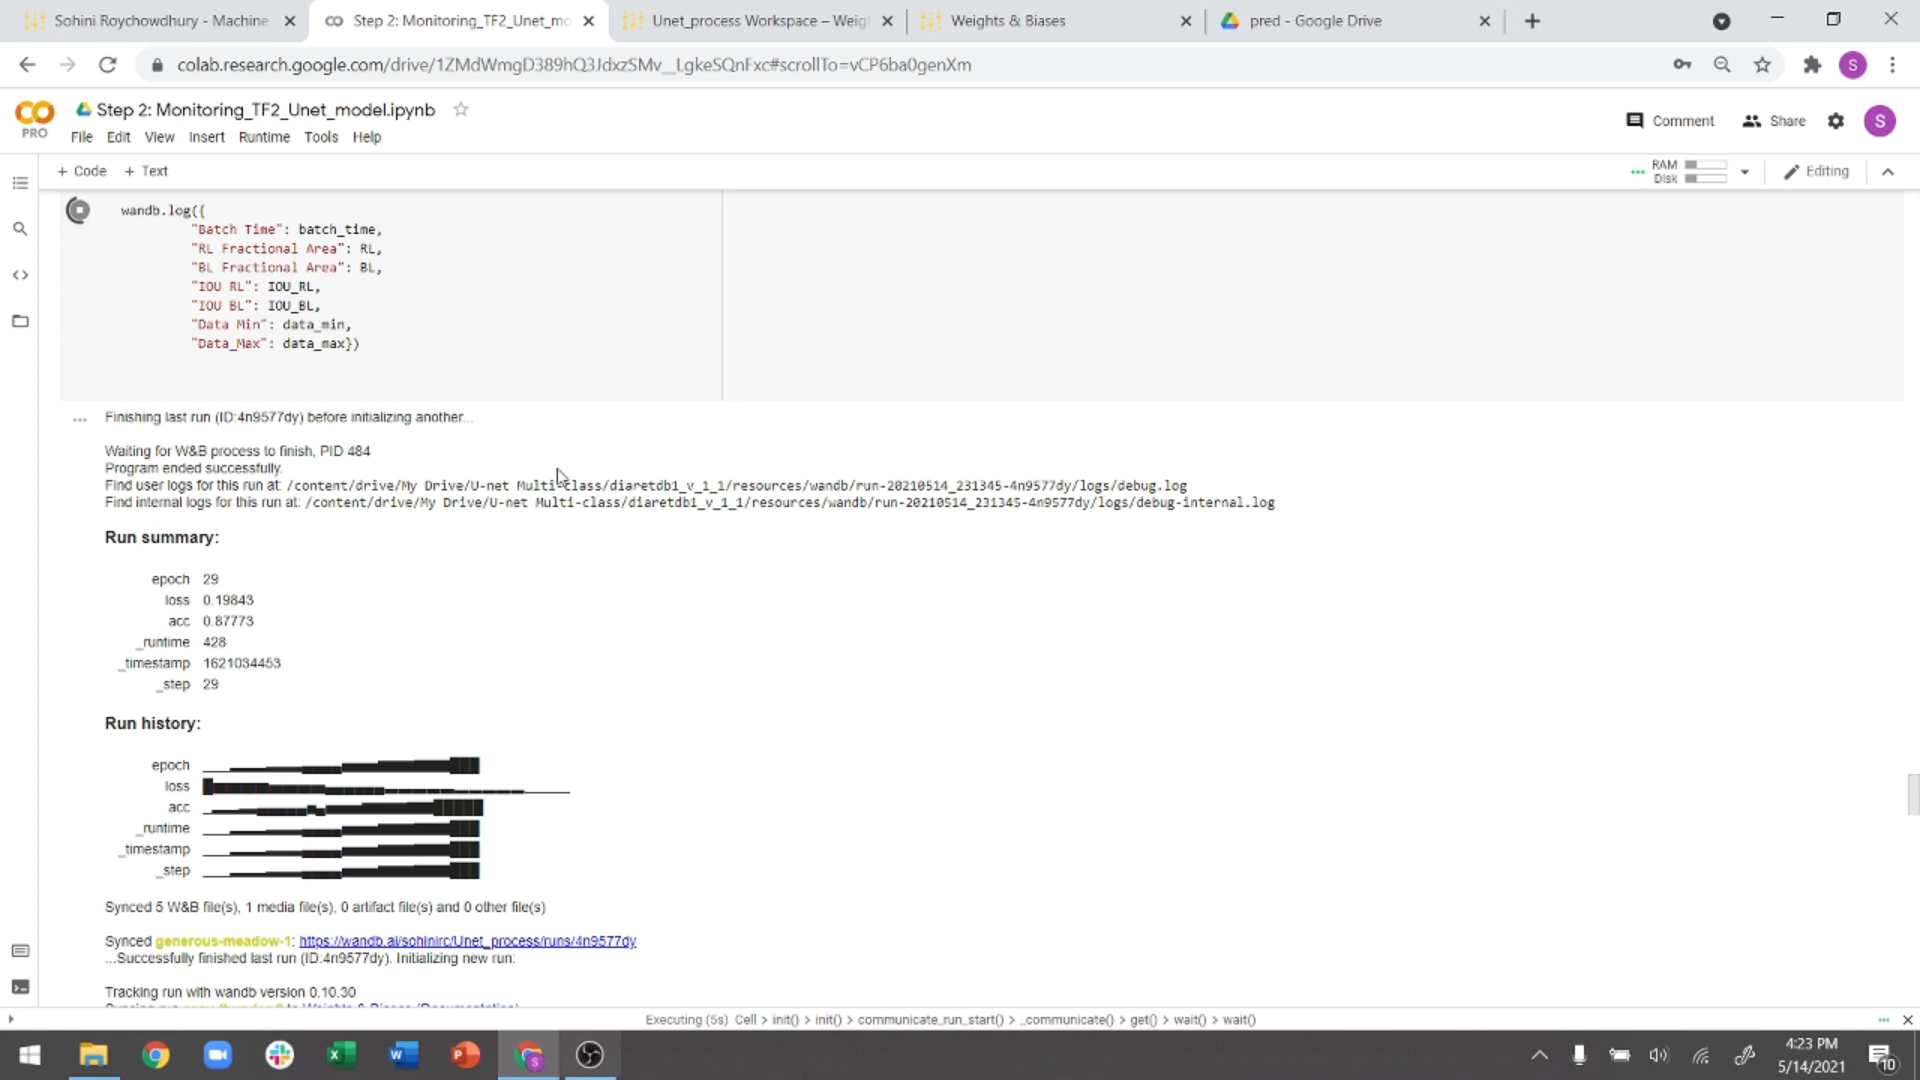 Sohini Roychowdhury - Machine
Step 2: Monitoring_TF2_Unet_mo
Unet_process Workspace – Weig
Weights & Biases
pred - Google Drive
colab.research.google.com/drive/1ZMdWmgD389hQ3JdxzSMv__LgkeSQnFxc#scrollTo=vCP6ba0genXm
S
CO
PRO
Step 2: Monitoring_TF2_Unet_model.ipynb
File Edit View Insert Runtime Tools Help
Comment
Share
S
+ Code + Text
RAM
Disk
Editing
wandb.log({
"Batch Time": batch_time,
"RL Fractional Area": RL,
"BL Fractional Area": BL,
"IOU RL": IOU_RL,
"IOU BL": IOU_BL,
"Data Min": data_min,
"Data_Max": data_max})
Finishing last run (ID:4n9577dy) before initializing another...
Waiting for W&B process to finish, PID 484
Program ended successfully.
Find user logs for this run at: /content/drive/My Drive/U-net Multi-class/diaretdb1_v_1_1/resources/wandb/run-20210514_231345-4n9577dy/logs/debug.log
Find internal logs for this run at: /content/drive/My Drive/U-net Multi-class/diaretdb1_v_1_1/resources/wandb/run-20210514_231345-4n9577dy/logs/debug-internal.log
Run summary:
epoch 29
loss 0.19843
acc 0.87773
_runtime 428
_timestamp 1621034453
_step 29
Run history:
epoch
loss
acc
_runtime
_timestamp
_step
Synced 5 W&B file(s), 1 media file(s), 0 artifact file(s) and 0 other file(s)
Synced generous-meadow-1: https://wandb.ai/sohinirc/Unet_process/runs/4n9577dy
...Successfully finished last run (ID:4n9577dy). Initializing new run:
Tracking run with wandb version 0.10.30
Executing (5s) Cell > init() > init() > communicate_run_start() > _communicate() > get() > wait() > wait()
4:23 PM
5/14/2021
10